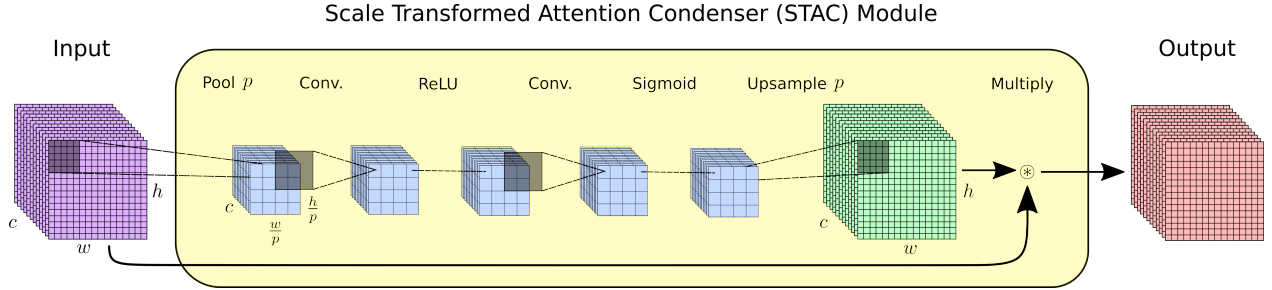 Scale Transformed Attention Condenser (STAC) Module
Input
Output
Pool p
Conv.
ReLU
Conv.
Sigmoid
Upsample p
Multiply
h
c
w
c
h/p
w/p
h
c
w
⊛